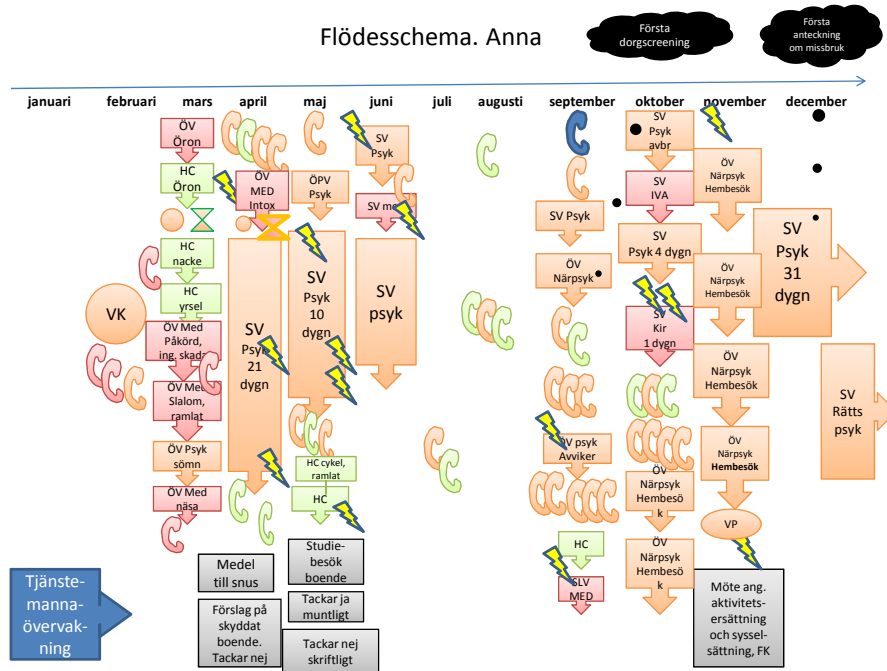 Flödesschema. Anna
Första
dorgscreening
Första
anteckning
om missbruk
januari
februari
mars
april
maj
juni
juli
augusti
september
oktober
november
december
VK
ÖV
Öron
HC
Öron
HC
nacke
HC
yrsel
ÖV Med
Påkörd,
ing. skada
ÖV Med
Slalom,
ramlat
ÖV Psyk
sömn
ÖV Med
näsa
ÖV
MED
Intox
SV
Psyk
21
dygn
Medel
till snus
Förslag på
skyddat
boende.
Tackar nej
ÖPV
Psyk
SV
Psyk
10
dygn
HC cykel,
ramlat
HC
Studie-
besök
boende
Tackar ja
muntligt
Tackar nej
skriftligt
SV
Psyk
SV
SV
psyk
SV Psyk
ÖV
Närpsyk
ÖV psyk
Avviker
HC
SLV
MED
SV
Psyk
avbr
SV
IVA
SV
Psyk 4 dygn
SV
Kir
1 dygn
ÖV
Närpsyk
Hembesö
k
ÖV
Närpsyk
Hembesö
k
ÖV
Närpsyk
Hembesök
ÖV
Närpsyk
Hembesök
ÖV
Närpsyk
Hembesök
ÖV
Närpsyk
Hembesök
VP
Möte ang.
aktivitets-
ersättning
och syssel-
sättning, FK
SV
Psyk
31
dygn
SV
Rätts
psyk
Tjänste-
manna-
övervak-
ning